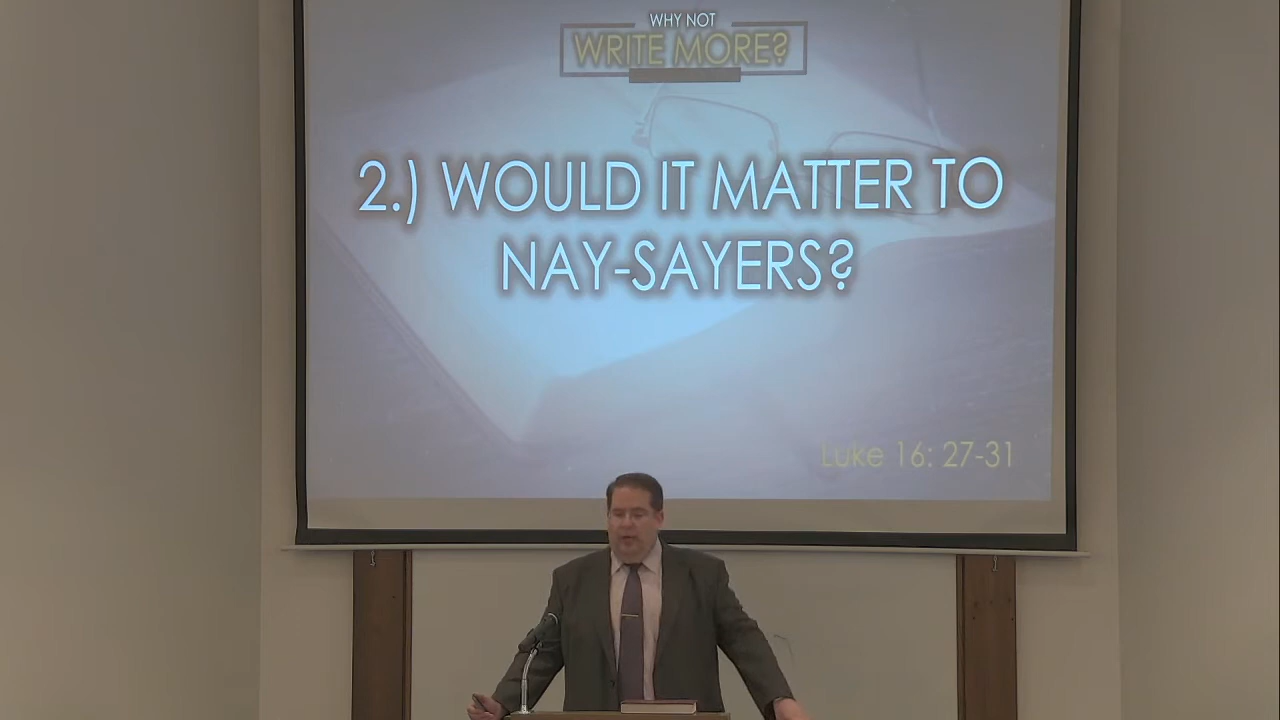 WHY NOT
WRITE MORE?
2.) WOULD IT MATTER TO
NAY-SAYERS?
Luke 16: 27-31